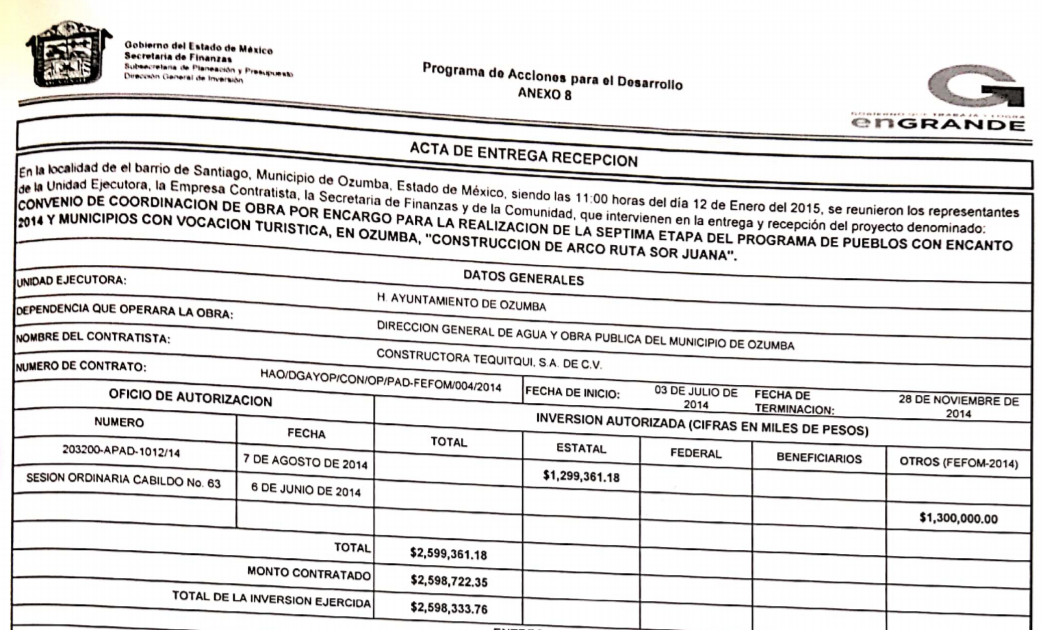 Gobierno del Estado de México
Secretaria de Finanzas
Subsecretaria de Planeación y Presupuesto
Dirección General de Inversión
Programa de Acciones para el Desarrollo
ANEXO 8
enGRANDE
ACTA DE ENTREGA RECEPCION
En la localidad de el barrio de Santiago, Municipio de Ozumba, Estado de México, siendo las 11:00 horas del día 12 de Enero del 2015, se reunieron los representantes
de la Unidad Ejecutora, la Empresa Contratista, la Secretaria de Finanzas y de la Comunidad, que intervienen en la entrega y recepción del proyecto denominado:
CONVENIO DE COORDINACION DE OBRA POR ENCARGO PARA LA REALIZACION DE LA SEPTIMA ETAPA DEL PROGRAMA DE PUEBLOS CON ENCANTO
2014 Y MUNICIPIOS CON VOCACION TURISTICA, EN OZUMBA, "CONSTRUCCION DE ARCO RUTA SOR JUANA".
DATOS GENERALES
UNIDAD EJECUTORA: H. AYUNTAMIENTO DE OZUMBA
DEPENDENCIA QUE OPERARA LA OBRA: DIRECCION GENERAL DE AGUA Y OBRA PUBLICA DEL MUNICIPIO DE OZUMBA
NOMBRE DEL CONTRATISTA: CONSTRUCTORA TEQUITQUI, S.A. DE C.V.
NUMERO DE CONTRATO: HAO/DGAYOP/CON/OP/PAD-FEFOM/004/2014 FECHA DE INICIO: 03 DE JULIO DE 2014 FECHA DE TERMINACION: 28 DE NOVIEMBRE DE 2014
OFICIO DE AUTORIZACION INVERSION AUTORIZADA (CIFRAS EN MILES DE PESOS)
NUMERO FECHA TOTAL ESTATAL FEDERAL BENEFICIARIOS OTROS (FEFOM-2014)
203200-APAD-1012/14 7 DE AGOSTO DE 2014 $1,299,361.18
SESION ORDINARIA CABILDO No. 63 6 DE JUNIO DE 2014
$1,300,000.00
TOTAL $2,599,361.18
MONTO CONTRATADO $2,598,722.35
TOTAL DE LA INVERSION EJERCIDA $2,598,333.76